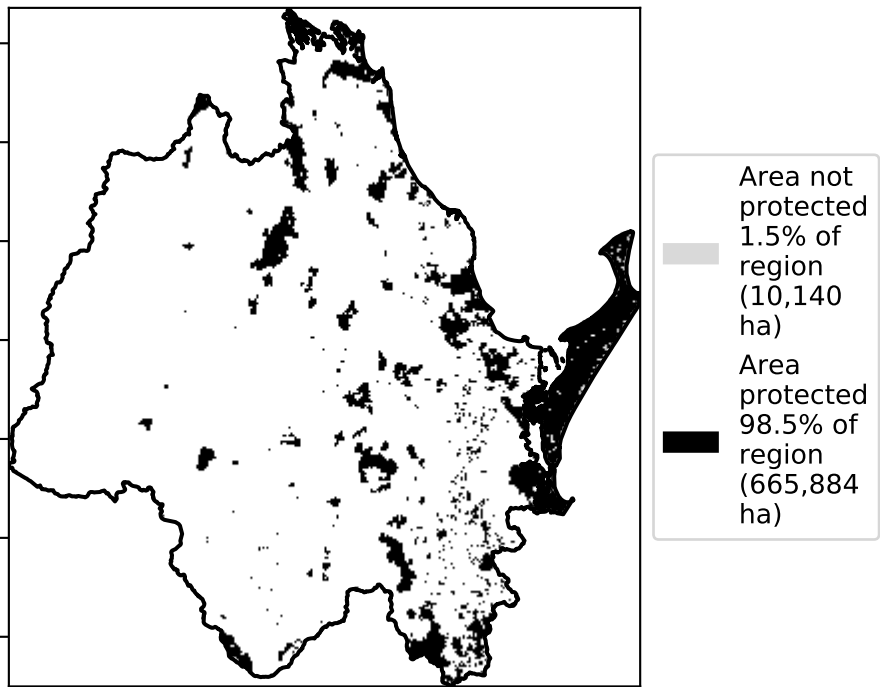 Area not
protected
1.5% of
region
(10,140
ha)
Area
protected
98.5% of
region
(665,884
ha)